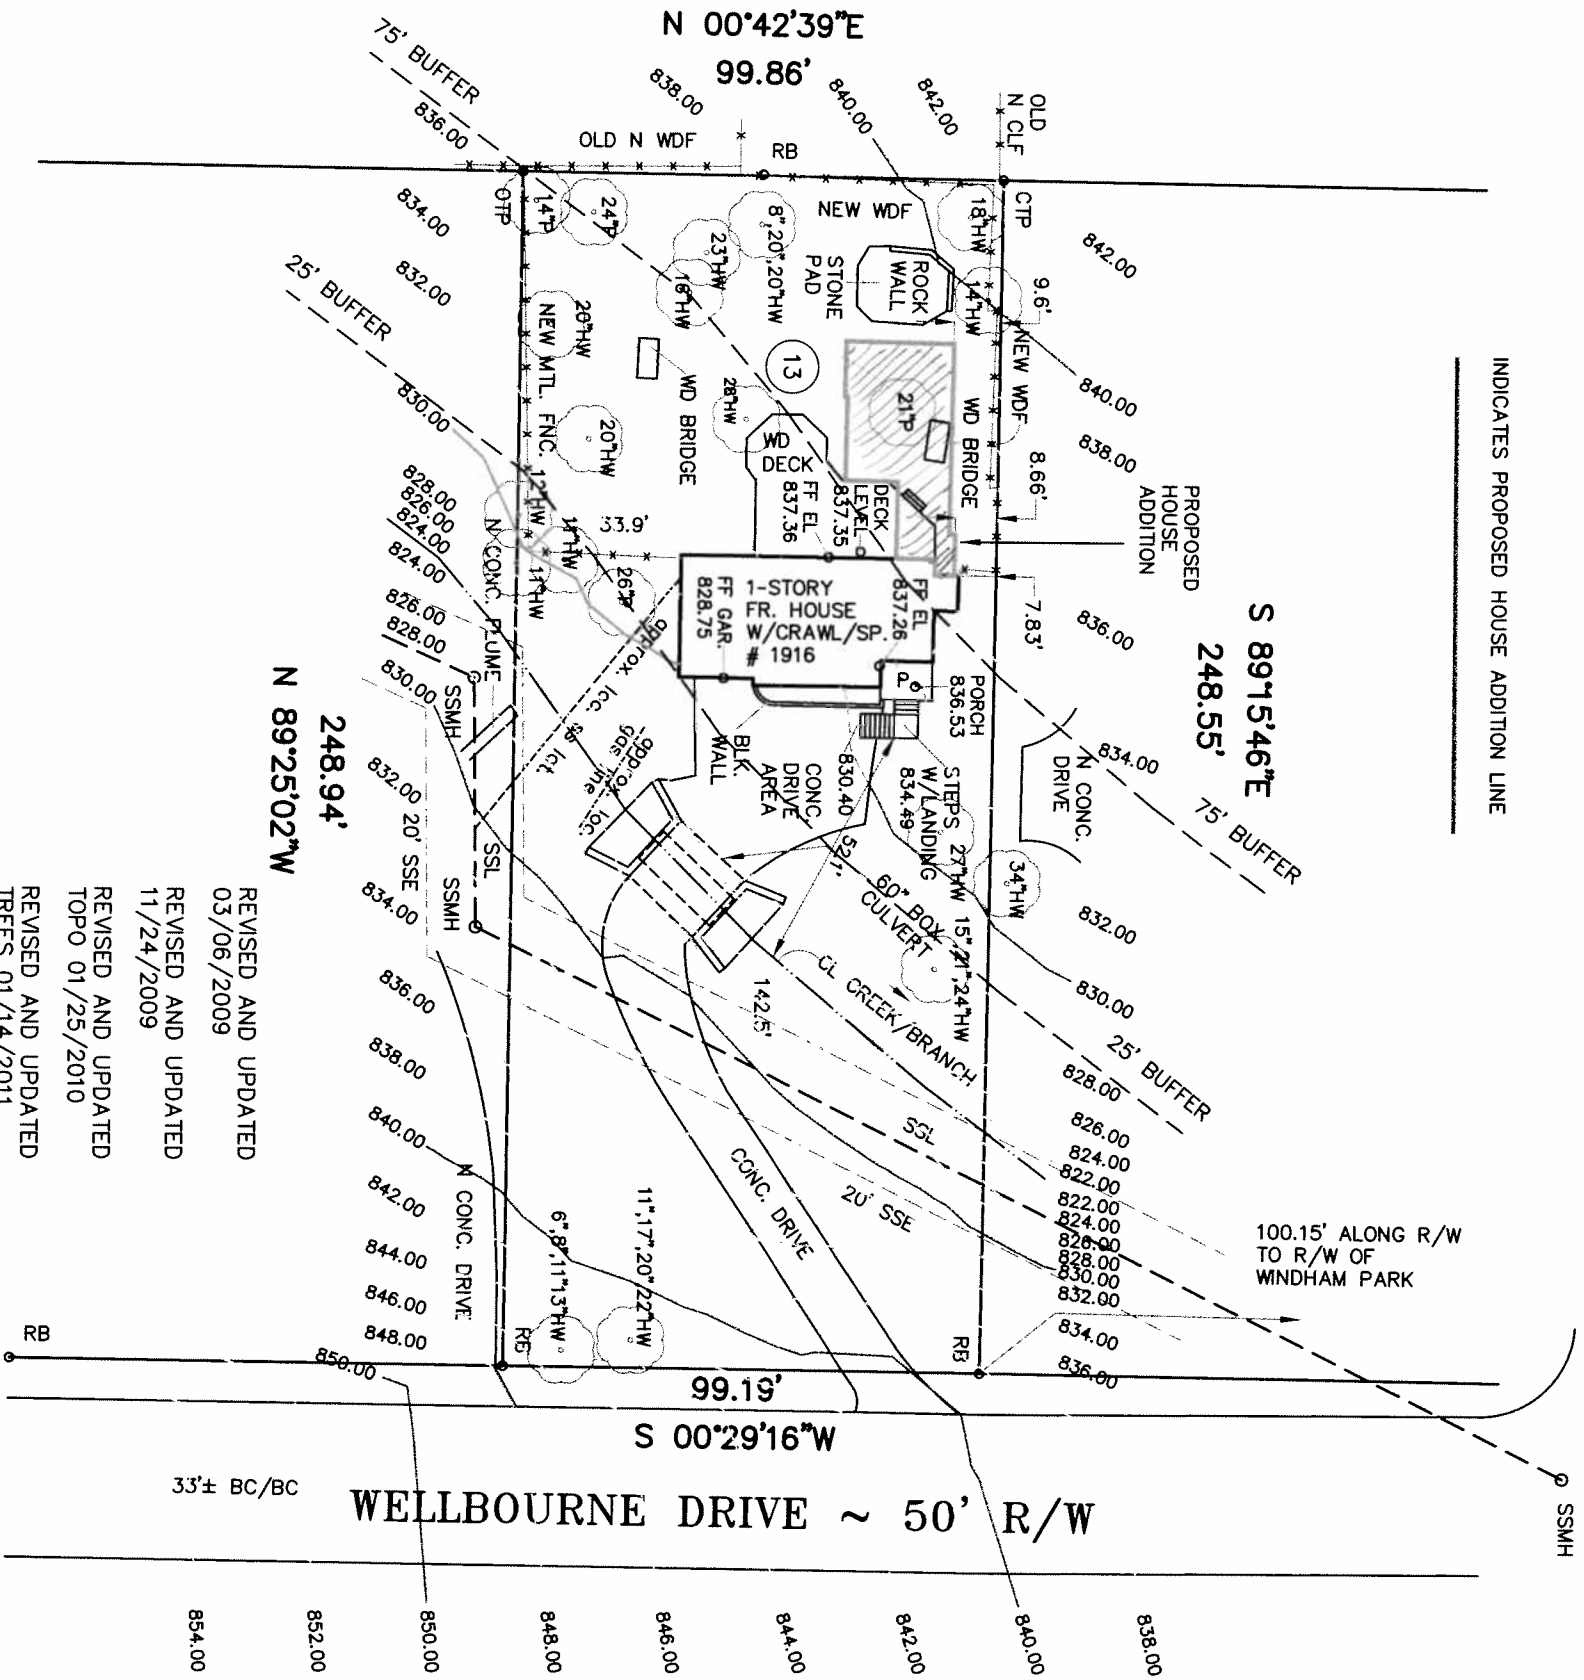 N 00°42'39"E
99.86'
75' BUFFER
836.00
838.00
840.00
842.00
OLD
N CLF
OLD N WDF
RB
CTP
NEW WDF
18"HW
24"P
14"P
834.00
832.00
25' BUFFER
830.00
8",20",20"HW
23"HW
18"HW
STONE
PAD
ROCK
WALL
14"HW
9.6'
842.00
NEW WDF
840.00
838.00
20"HW
NEW MTL. FNC.
WD BRIDGE
13
28"HW
21"P
WD BRIDGE
8.66'
PROPOSED
HOUSE
ADDITION
INDICATES PROPOSED HOUSE ADDITION LINE
20"HW
WD
DECK
FF EL
837.36
DECK
LEVEL
837.35
12"HW
33.9'
11"HW
26"P
828.00
826.00
824.00
824.00
826.00
828.00
830.00
N CONC. FLUME
1-STORY
FR. HOUSE
W/CRAWL/SP.
# 1916
FF GAR.
828.75
FF EL
837.26
7.83'
836.00
S 89°15'46"E
248.55'
PORCH
836.53
P
834.00
75' BUFFER
N CONC.
DRIVE
STEPS
W/LANDING
834.49
830.40
CONC.
DRIVE
AREA
BLK.
WALL
approx. loc. ss lct.
approx. loc.
gas line
SSMH
SSL
SSMH
832.00
20' SSE
834.00
248.94'
N 89°25'02"W
27"HW
34"HW
832.00
60" BOX
CULVERT
15",21",24"HW
830.00
CL CREEK/BRANCH
142.5'
25' BUFFER
828.00
826.00
824.00
822.00
822.00
824.00
826.00
828.00
830.00
832.00
834.00
836.00
836.00
838.00
840.00
842.00
844.00
846.00
848.00
850.00
N CONC. DRIVE
SSL
20' SSE
CONC. DRIVE
11",17",20"22"HW
6",8",11"13"HW
RB
RB
RB
100.15' ALONG R/W
TO R/W OF
WINDHAM PARK
REVISED AND UPDATED
03/06/2009
REVISED AND UPDATED
11/24/2009
REVISED AND UPDATED
TOPO 01/25/2010
REVISED AND UPDATED
TREES 01/14/2011
99.19'
S 00°29'16"W
33'± BC/BC
WELLBOURNE DRIVE ~ 50' R/W
SSMH
854.00
852.00
850.00
848.00
846.00
844.00
842.00
840.00
838.00